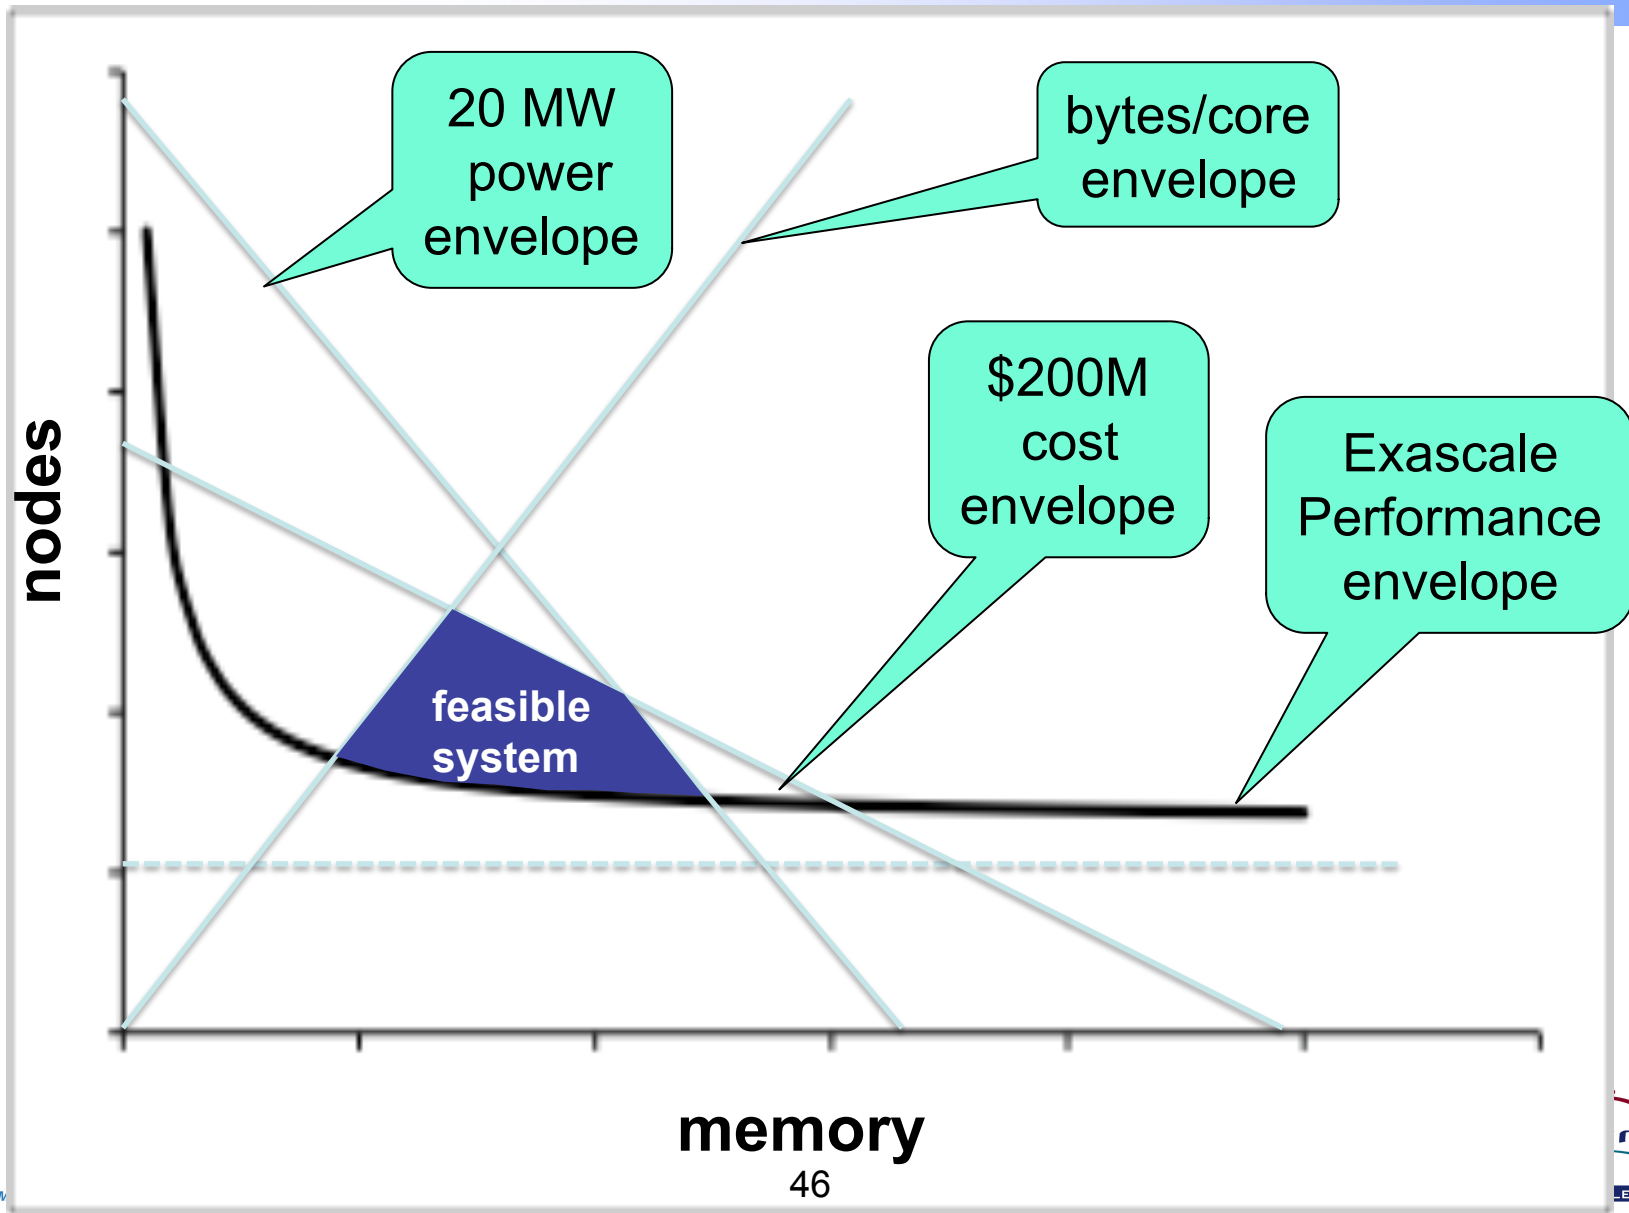 20 MW
power
envelope
bytes/core
envelope
$200M
cost
envelope
Exascale
Performance
envelope
nodes
feasible
system
memory
46